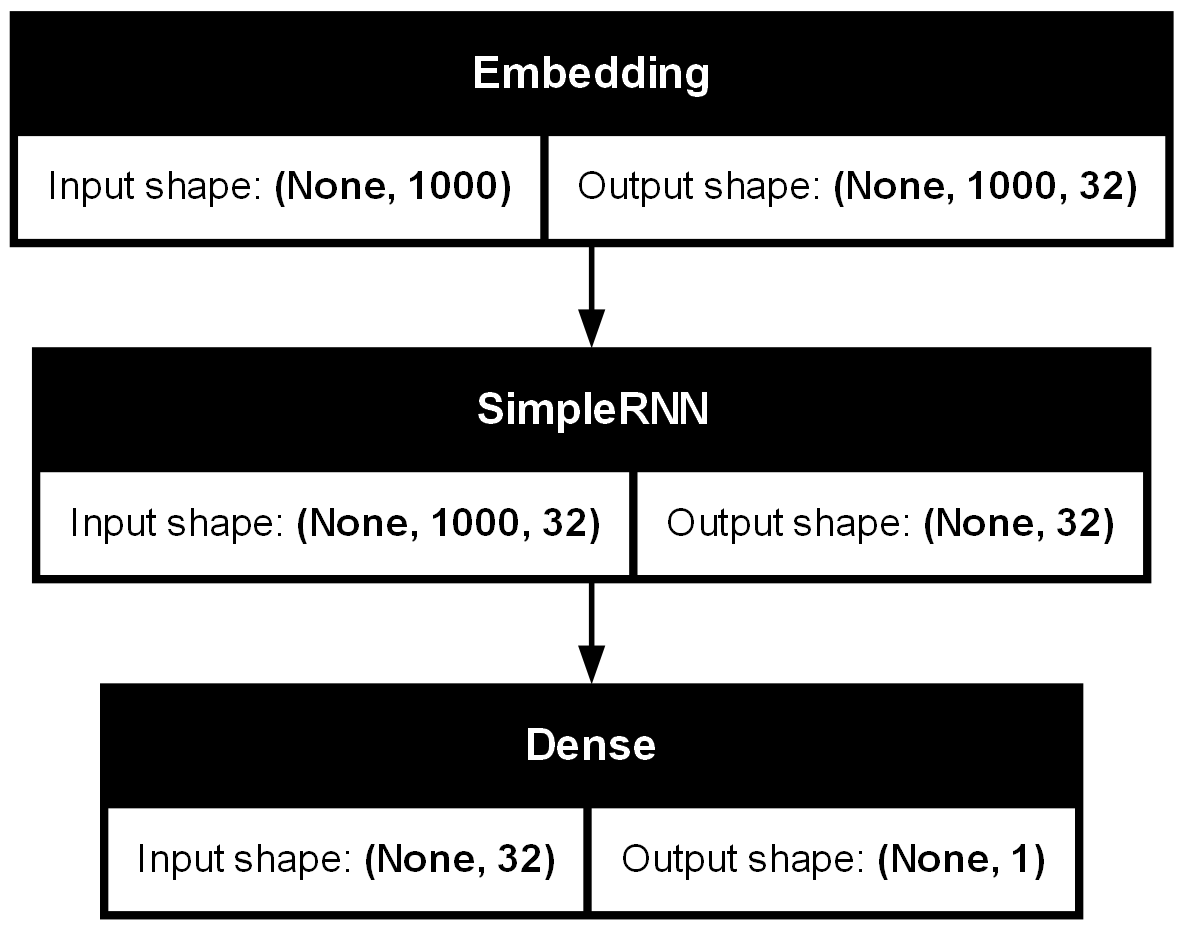 Embedding
Input shape: (None, 1000) Output shape: (None, 1000, 32)
SimpleRNN
Input shape: (None, 1000, 32) Output shape: (None, 32)
Dense
Input shape: (None, 32) Output shape: (None, 1)